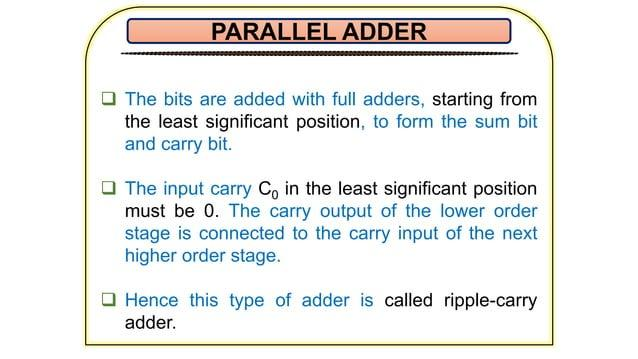 PARALLEL ADDER
❑ The bits are added with full adders, starting from
the least significant position, to form the sum bit
and carry bit.
❑ The input carry C₀ in the least significant position
must be 0. The carry output of the lower order
stage is connected to the carry input of the next
higher order stage.
❑ Hence this type of adder is called ripple-carry
adder.